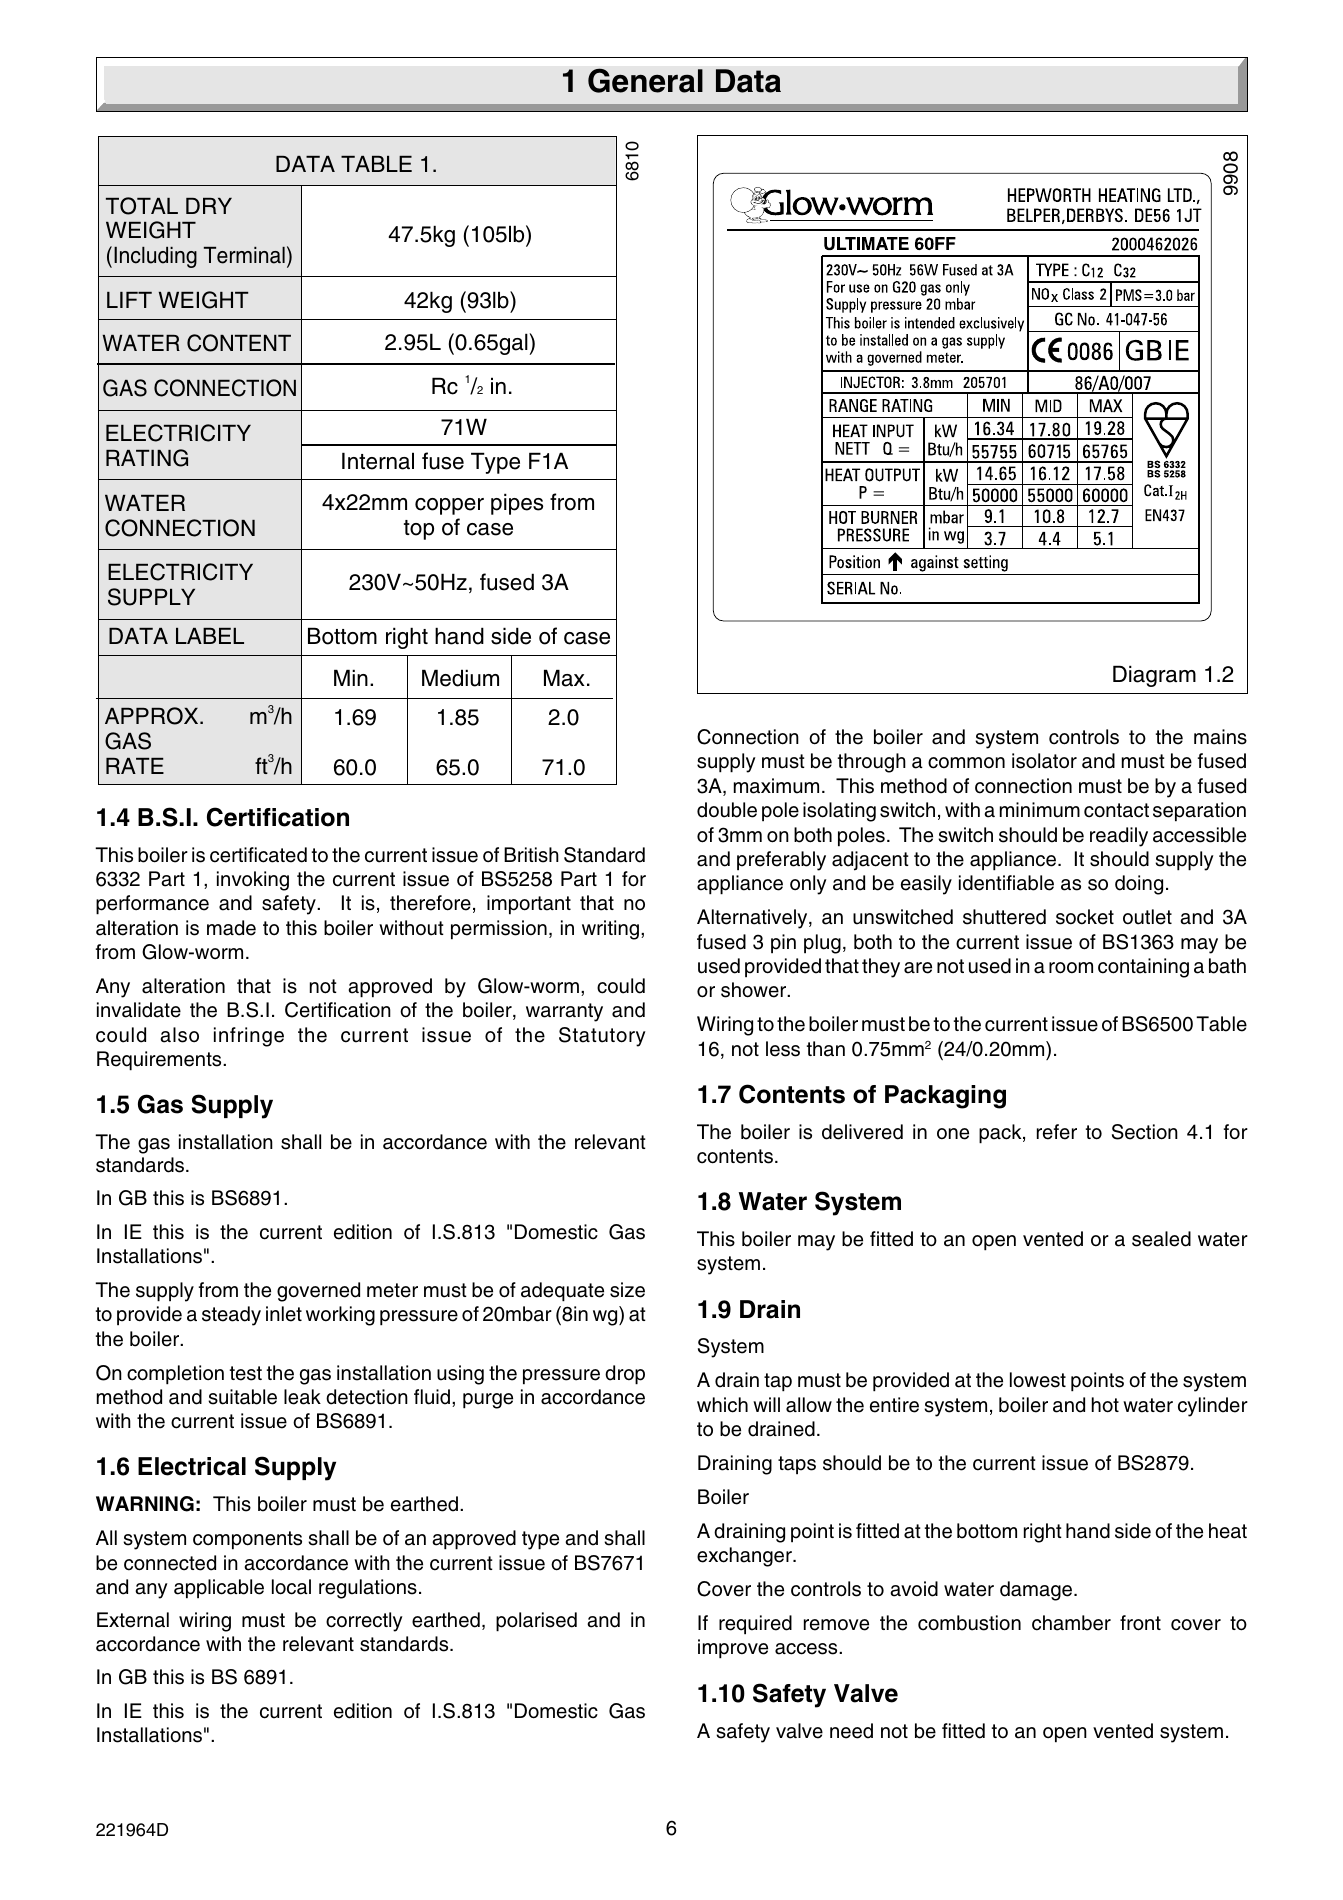 1 General Data
DATA TABLE 1.
6810
TOTAL DRY
WEIGHT
(Including Terminal)
47.5kg (105lb)
LIFT WEIGHT
42kg (93lb)
WATER CONTENT
2.95L (0.65gal)
GAS CONNECTION
Rc 1/2 in.
ELECTRICITY
RATING
71W
Internal fuse Type F1A
WATER
CONNECTION
4x22mm copper pipes from
top of case
ELECTRICITY
SUPPLY
230V~50Hz, fused 3A
DATA LABEL
Bottom right hand side of case
Min. Medium Max.
APPROX. m³/h 1.69 1.85 2.0
GAS
RATE ft³/h 60.0 65.0 71.0
1.4 B.S.I. Certification
This boiler is certificated to the current issue of British Standard
6332 Part 1, invoking the current issue of BS5258 Part 1 for
performance and safety. It is, therefore, important that no
alteration is made to this boiler without permission, in writing,
from Glow-worm.
Any alteration that is not approved by Glow-worm, could
invalidate the B.S.I. Certification of the boiler, warranty and
could also infringe the current issue of the Statutory
Requirements.
1.5 Gas Supply
The gas installation shall be in accordance with the relevant
standards.
In GB this is BS6891.
In IE this is the current edition of I.S.813 "Domestic Gas
Installations".
The supply from the governed meter must be of adequate size
to provide a steady inlet working pressure of 20mbar (8in wg) at
the boiler.
On completion test the gas installation using the pressure drop
method and suitable leak detection fluid, purge in accordance
with the current issue of BS6891.
1.6 Electrical Supply
WARNING: This boiler must be earthed.
All system components shall be of an approved type and shall
be connected in accordance with the current issue of BS7671
and any applicable local regulations.
External wiring must be correctly earthed, polarised and in
accordance with the relevant standards.
In GB this is BS 6891.
In IE this is the current edition of I.S.813 "Domestic Gas
Installations".
9908
Glow•worm
HEPWORTH HEATING LTD.,
BELPER,DERBYS. DE56 1JT
ULTIMATE 60FF 2000462026
230V~ 50Hz 56W Fused at 3A
For use on G20 gas only
Supply pressure 20 mbar
This boiler is intended exclusively
to be installed on a gas supply
with a governed meter.
TYPE : C12 C32
NOx Class 2 PMS=3.0 bar
GC No. 41-047-56
CE 0086 GB IE
INJECTOR: 3.8mm 205701 86/A0/007
RANGE RATING MIN MID MAX
HEAT INPUT kW 16.34 17.80 19.28
NETT Q = Btu/h 55755 60715 65765
HEAT OUTPUT kW 14.65 16.12 17.58
P = Btu/h 50000 55000 60000
HOT BURNER mbar 9.1 10.8 12.7
PRESSURE in wg 3.7 4.4 5.1
BS 6332
BS 5258
Cat.I 2H
EN437
Position ↑ against setting
SERIAL No.
Diagram 1.2
Connection of the boiler and system controls to the mains
supply must be through a common isolator and must be fused
3A, maximum. This method of connection must be by a fused
double pole isolating switch, with a minimum contact separation
of 3mm on both poles. The switch should be readily accessible
and preferably adjacent to the appliance. It should supply the
appliance only and be easily identifiable as so doing.
Alternatively, an unswitched shuttered socket outlet and 3A
fused 3 pin plug, both to the current issue of BS1363 may be
used provided that they are not used in a room containing a bath
or shower.
Wiring to the boiler must be to the current issue of BS6500 Table
16, not less than 0.75mm² (24/0.20mm).
1.7 Contents of Packaging
The boiler is delivered in one pack, refer to Section 4.1 for
contents.
1.8 Water System
This boiler may be fitted to an open vented or a sealed water
system.
1.9 Drain
System
A drain tap must be provided at the lowest points of the system
which will allow the entire system, boiler and hot water cylinder
to be drained.
Draining taps should be to the current issue of BS2879.
Boiler
A draining point is fitted at the bottom right hand side of the heat
exchanger.
Cover the controls to avoid water damage.
If required remove the combustion chamber front cover to
improve access.
1.10 Safety Valve
A safety valve need not be fitted to an open vented system.
221964D
6